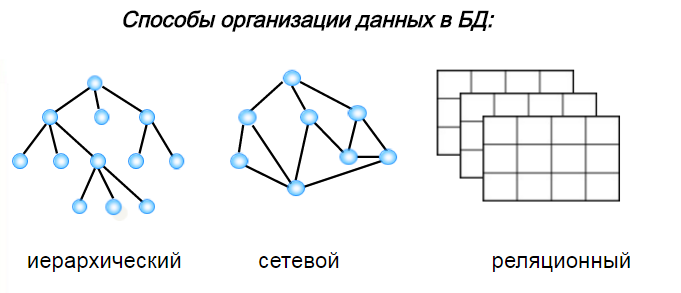 Способы организации данных в БД:
иерархический
сетевой
реляционный